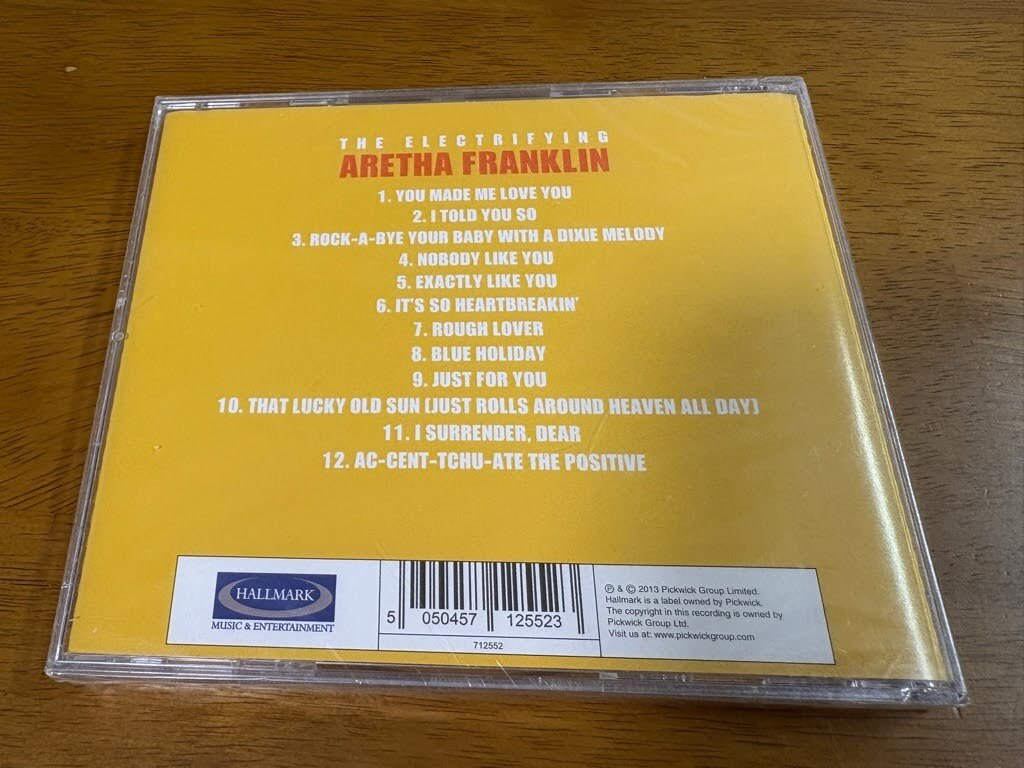 THE ELECTRIFYING
ARETHA FRANKLIN
1. YOU MADE ME LOVE YOU
2. I TOLD YOU SO
3. ROCK-A-BYE YOUR BABY WITH A DIXIE MELODY
4. NOBODY LIKE YOU
5. EXACTLY LIKE YOU
6. IT'S SO HEARTBREAKIN'
7. ROUGH LOVER
8. BLUE HOLIDAY
9. JUST FOR YOU
10. THAT LUCKY OLD SUN (JUST ROLLS AROUND HEAVEN ALL DAY)
11. I SURRENDER, DEAR
12. AC-CENT-TCHU-ATE THE POSITIVE
HALLMARK
MUSIC & ENTERTAINMENT
5 050457 125523
712552
℗ & © 2013 Pickwick Group Limited.
Hallmark is a label owned by Pickwick.
The copyright in this recording is owned by
Pickwick Group Ltd.
Visit us at: www.pickwickgroup.com